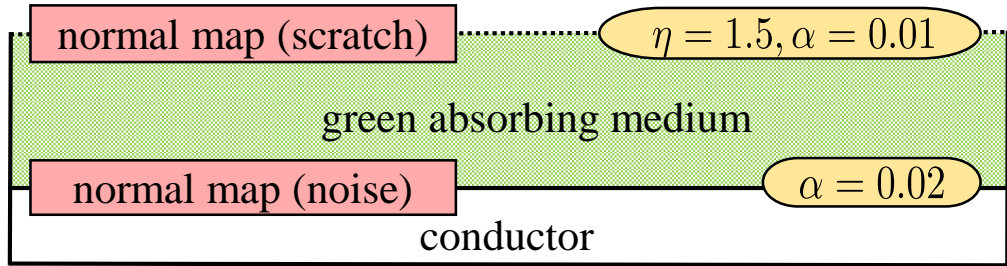 normal map (scratch) η = 1.5, α = 0.01
green absorbing medium
normal map (noise) α = 0.02
conductor